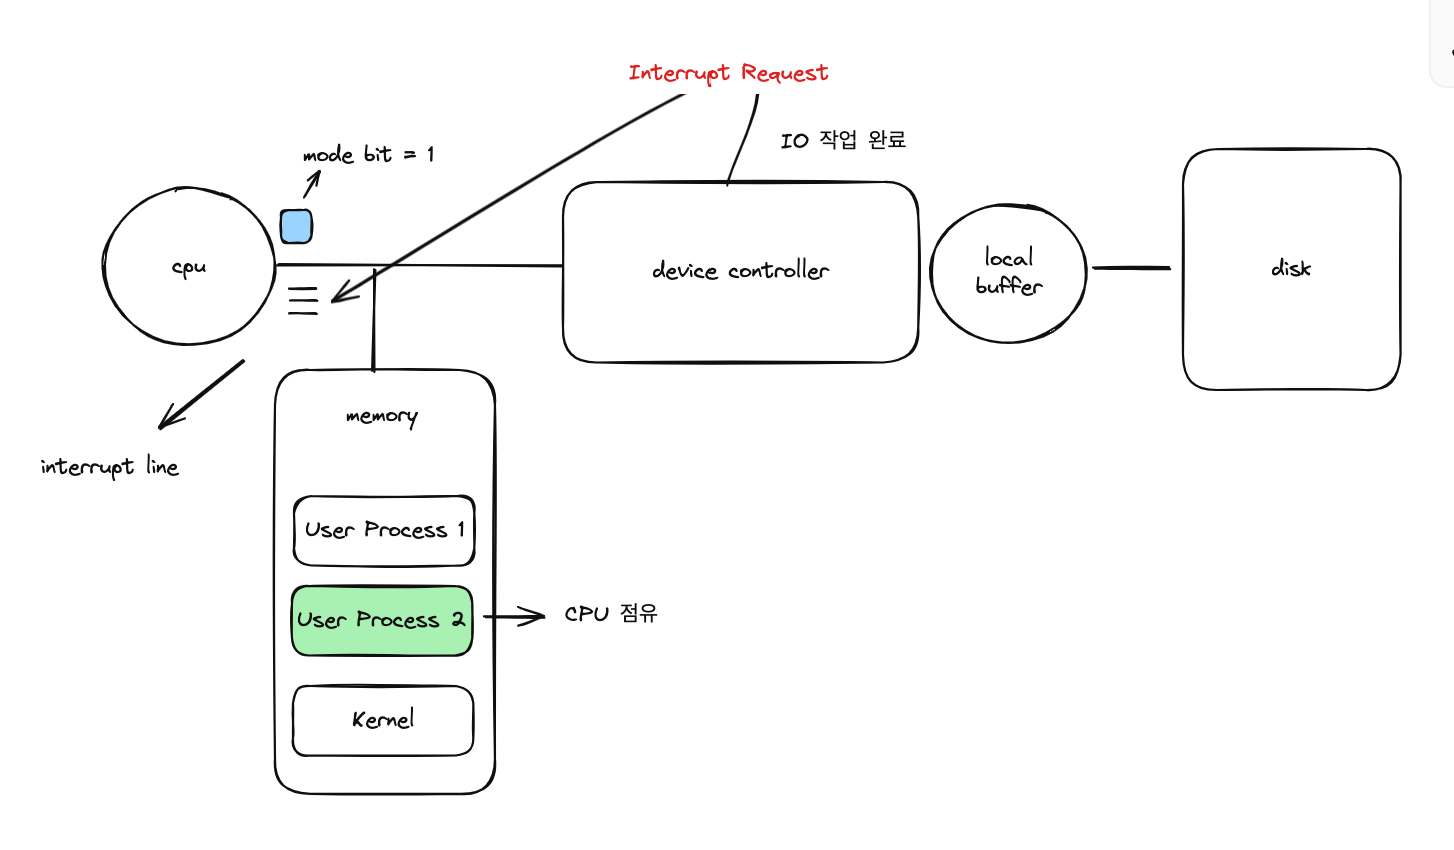 Interrupt Request
IO 작업 완료
mode bit = 1
cpu
device controller
local
buffer
disk
interrupt line
memory
User Process 1
User Process 2
CPU 점유
Kernel